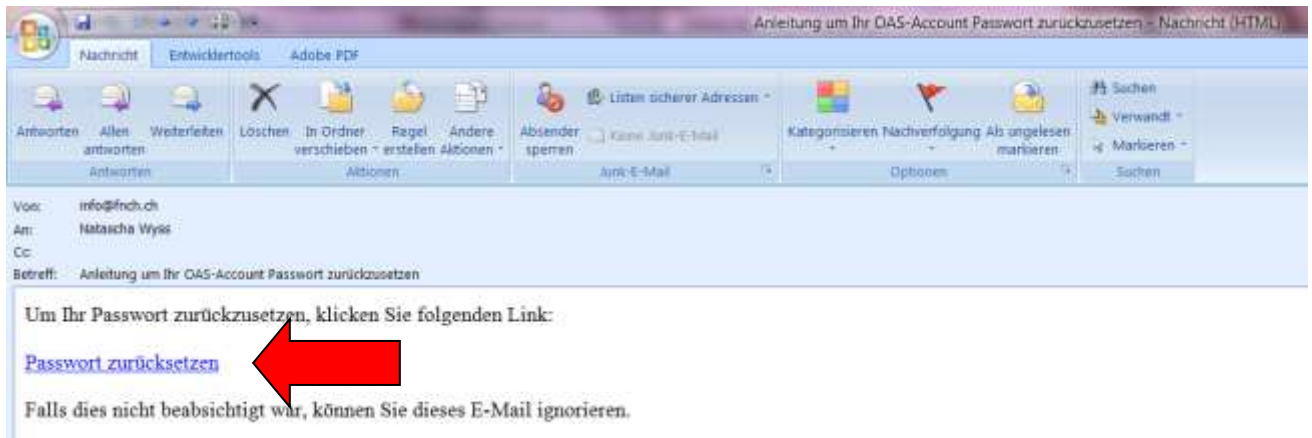 Anleitung um Ihr OAS-Account Passwort zurückzusetzen - Nachricht (HTML)
Nachricht Entwicklertools Adobe PDF
Antworten Allen antworten Weiterleiten Löschen In Ordner verschieben Regel erstellen Andere Aktionen Absender sperren Listen sicherer Adressen Keine Junk-E-Mail Kategorisieren Nachverfolgung Als ungelesen markieren Suchen Verwandt Markieren
Antworten Aktionen Junk-E-Mail Optionen Suchen
Von: info@fnch.ch
An: Natascha Wyss
Cc:
Betreff: Anleitung um Ihr OAS-Account Passwort zurückzusetzen
Um Ihr Passwort zurückzusetzen, klicken Sie folgenden Link:
Passwort zurücksetzen
Falls dies nicht beabsichtigt war, können Sie dieses E-Mail ignorieren.